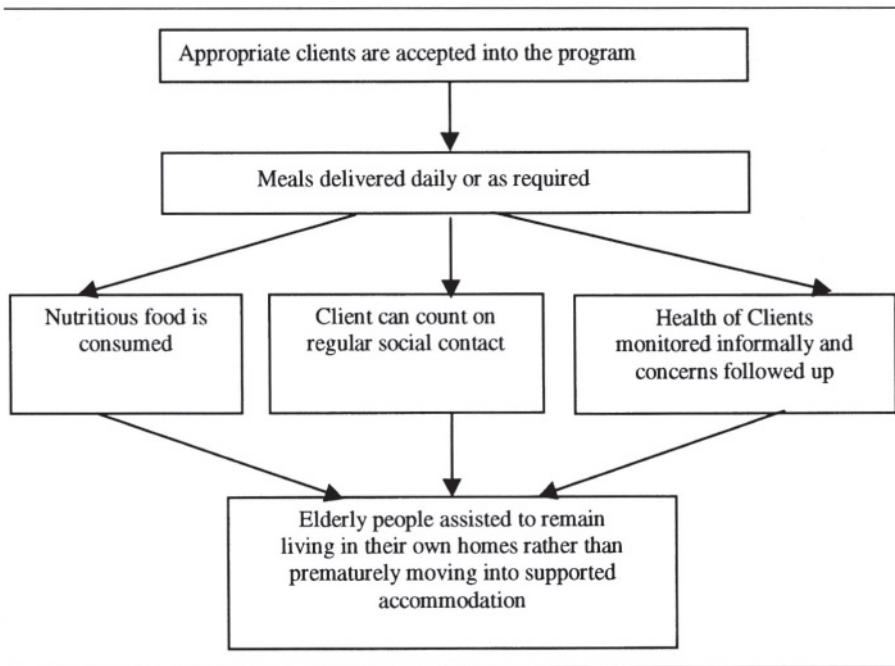 Appropriate clients are accepted into the program
Meals delivered daily or as required
Nutritious food is
consumed
Client can count on
regular social contact
Health of Clients
monitored informally and
concerns followed up
Elderly people assisted to remain
living in their own homes rather than
prematurely moving into supported
accommodation